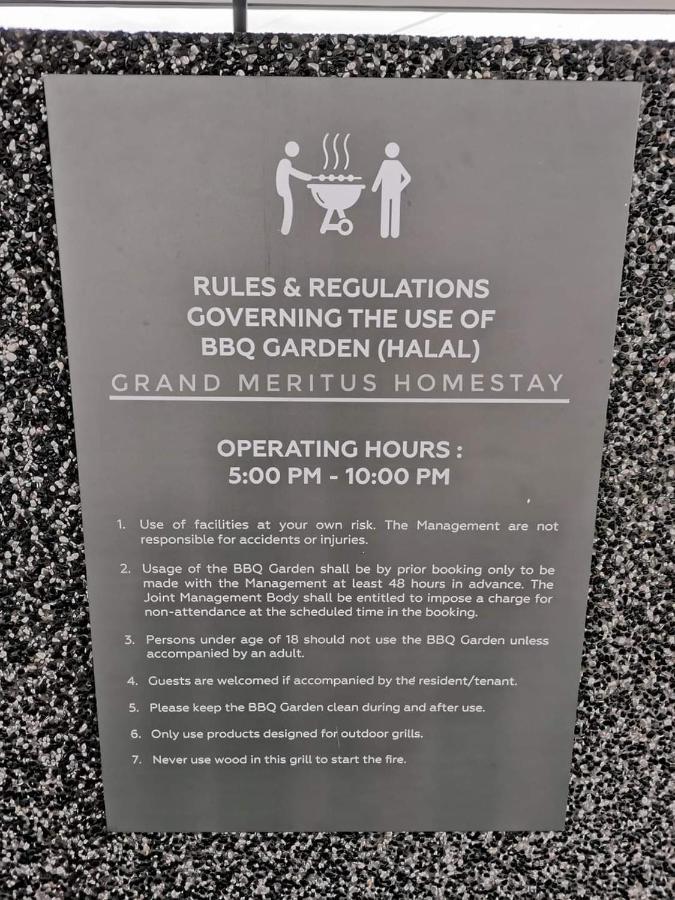 RULES & REGULATIONS
GOVERNING THE USE OF
BBQ GARDEN (HALAL)
GRAND MERITUS HOMESTAY
OPERATING HOURS :
5:00 PM - 10:00 PM
1. Use of facilities at your own risk. The Management are not
responsible for accidents or injuries.
2. Usage of the BBQ Garden shall be by prior booking only to be
made with the Management at least 48 hours in advance. The
Joint Management Body shall be entitled to impose a charge for
non-attendance at the scheduled time in the booking.
3. Persons under age of 18 should not use the BBQ Garden unless
accompanied by an adult.
4. Guests are welcomed if accompanied by the resident/tenant.
5. Please keep the BBQ Garden clean during and after use.
6. Only use products designed for outdoor grills.
7. Never use wood in this grill to start the fire.